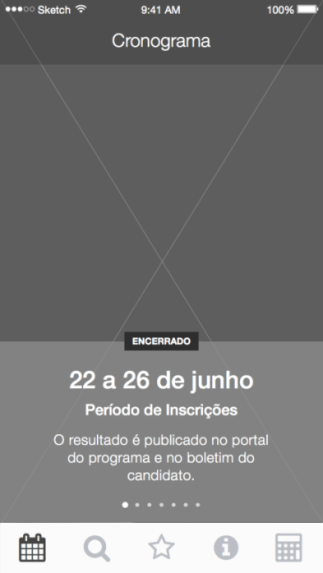 Sketch 9:41 AM 100%
Cronograma
ENCERRADO
22 a 26 de junho
Período de Inscrições
O resultado é publicado no portal
do programa e no boletim do
candidato.